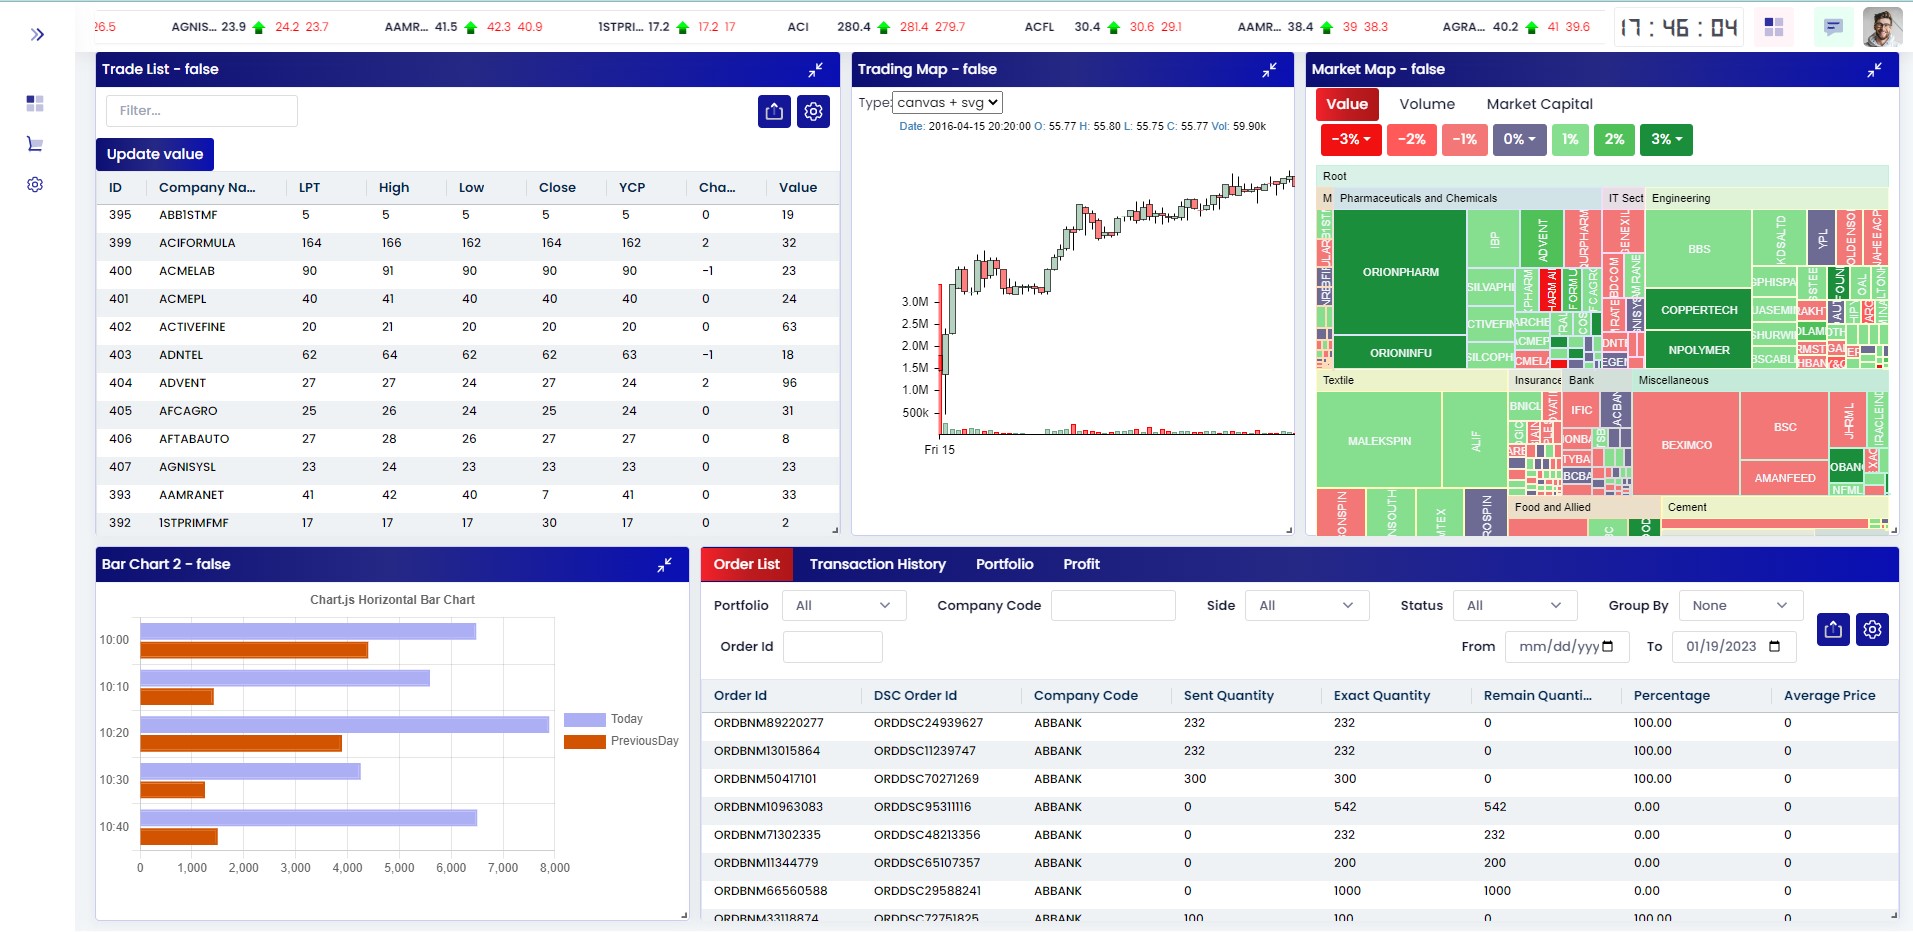 26.5 AGNIS... 23.9 24.2 23.7 AAMR... 41.5 42.3 40.9 1STPRI... 17.2 17.2 17 ACI 280.4 281.4 279.7 ACFL 30.4 30.6 29.1 AAMR... 38.4 39 38.3 AGRA... 40.2 41 39.6 17:46:04
Trade List - false
Filter...
Update value
ID Company Na... LPT High Low Close YCP Cha... Value
395 ABB1STMF 5 5 5 5 5 0 19
399 ACIFORMULA 164 166 162 164 162 2 32
400 ACMELAB 90 91 90 90 90 -1 23
401 ACMEPL 40 41 40 40 40 0 24
402 ACTIVEFINE 20 21 20 20 20 0 63
403 ADNTEL 62 64 62 62 63 -1 18
404 ADVENT 27 27 24 27 24 2 96
405 AFCAGRO 25 26 24 25 24 0 31
406 AFTABAUTO 27 28 26 27 27 0 8
407 AGNISYSL 23 24 23 23 23 0 23
393 AAMRANET 41 42 40 7 41 0 33
392 1STPRIMFMF 17 17 17 30 17 0 2
Trading Map - false
Type: canvas + svg
Date: 2016-04-15 20:20:00 O: 55.77 H: 55.80 L: 55.75 C: 55.77 Vol: 59.90k
3.0M
2.5M
2.0M
1.5M
1.0M
500k
Fri 15
Market Map - false
Value Volume Market Capital
-3% -2% -1% 0% 1% 2% 3%
Root
M Pharmaceuticals and Chemicals IT Sect Engineering
ORIONPHARM
ORIONINFU
IBP
ADVENT
SILVAPHI
CTIVEFIN
SILCOPH
BBS
COPPERTECH
NPOLYMER
KDSALTD
YPL
Textile Insurance Bank Miscellaneous
MALEKSPIN
ALIF
BNICL
IFIC
BEXIMCO
BSC
AMANFEED
JHRML
OBANG
NFML
Food and Allied Cement
Bar Chart 2 - false
Chart.js Horizontal Bar Chart
10:00
10:10
10:20
10:30
10:40
0 1,000 2,000 3,000 4,000 5,000 6,000 7,000 8,000
Today
PreviousDay
Order List Transaction History Portfolio Profit
Portfolio All Company Code Side All Status All Group By None
Order Id From mm/dd/yyy To 01/19/2023
Order Id DSC Order Id Company Code Sent Quantity Exact Quantity Remain Quanti... Percentage Average Price
ORDBNM89220277 ORDDSC24939627 ABBANK 232 232 0 100.00 0
ORDBNM13015864 ORDDSC11239747 ABBANK 232 232 0 100.00 0
ORDBNM50417101 ORDDSC70271269 ABBANK 300 300 0 100.00 0
ORDBNM10963083 ORDDSC95311116 ABBANK 0 542 542 0.00 0
ORDBNM71302335 ORDDSC48213356 ABBANK 0 232 232 0.00 0
ORDBNM11344779 ORDDSC65107357 ABBANK 0 200 200 0.00 0
ORDBNM66560588 ORDDSC29588241 ABBANK 0 1000 1000 0.00 0
ORDBNM33118874 ORDDSC72751825 ABBANK 100 100 0 100.00 0